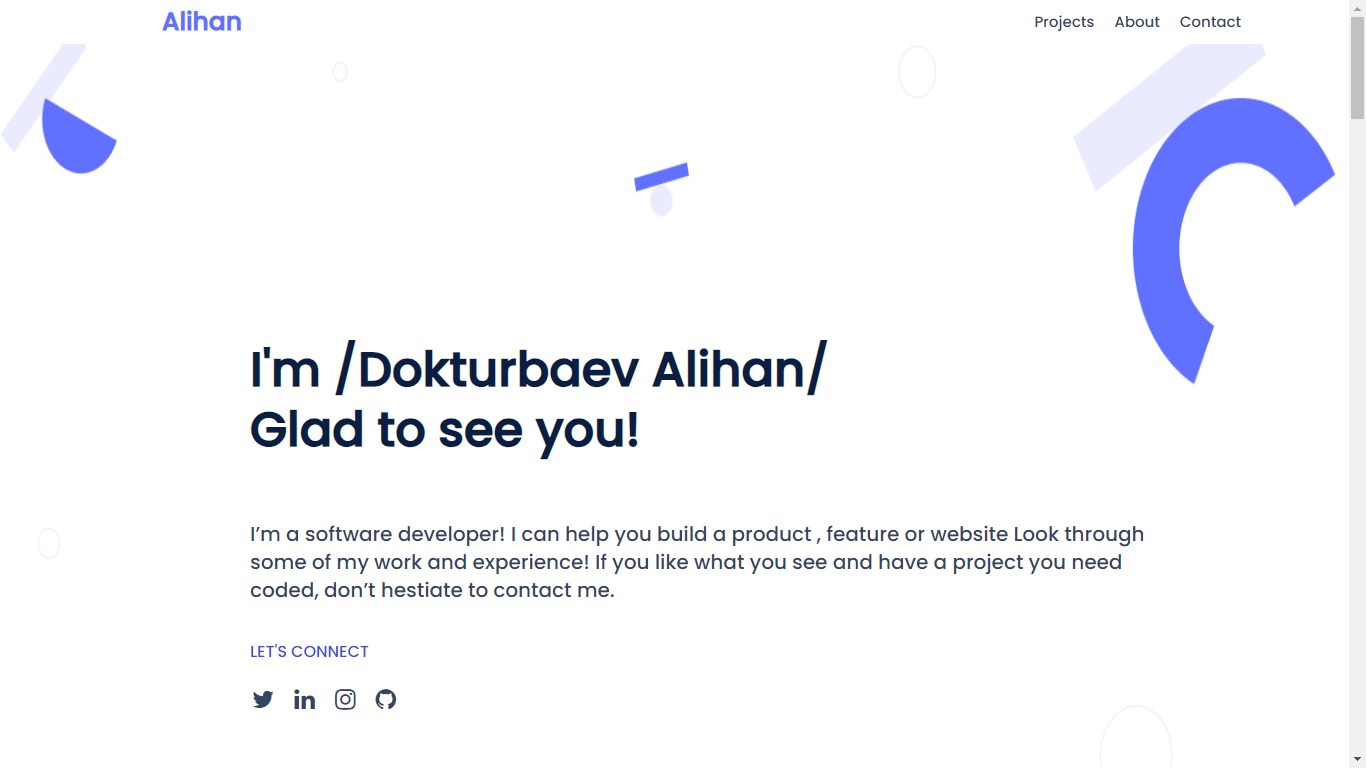 Alihan
Projects About Contact
I'm /Dokturbaev Alihan/
Glad to see you!
I’m a software developer! I can help you build a product , feature or website Look through
some of my work and experience! If you like what you see and have a project you need
coded, don’t hestiate to contact me.
LET'S CONNECT